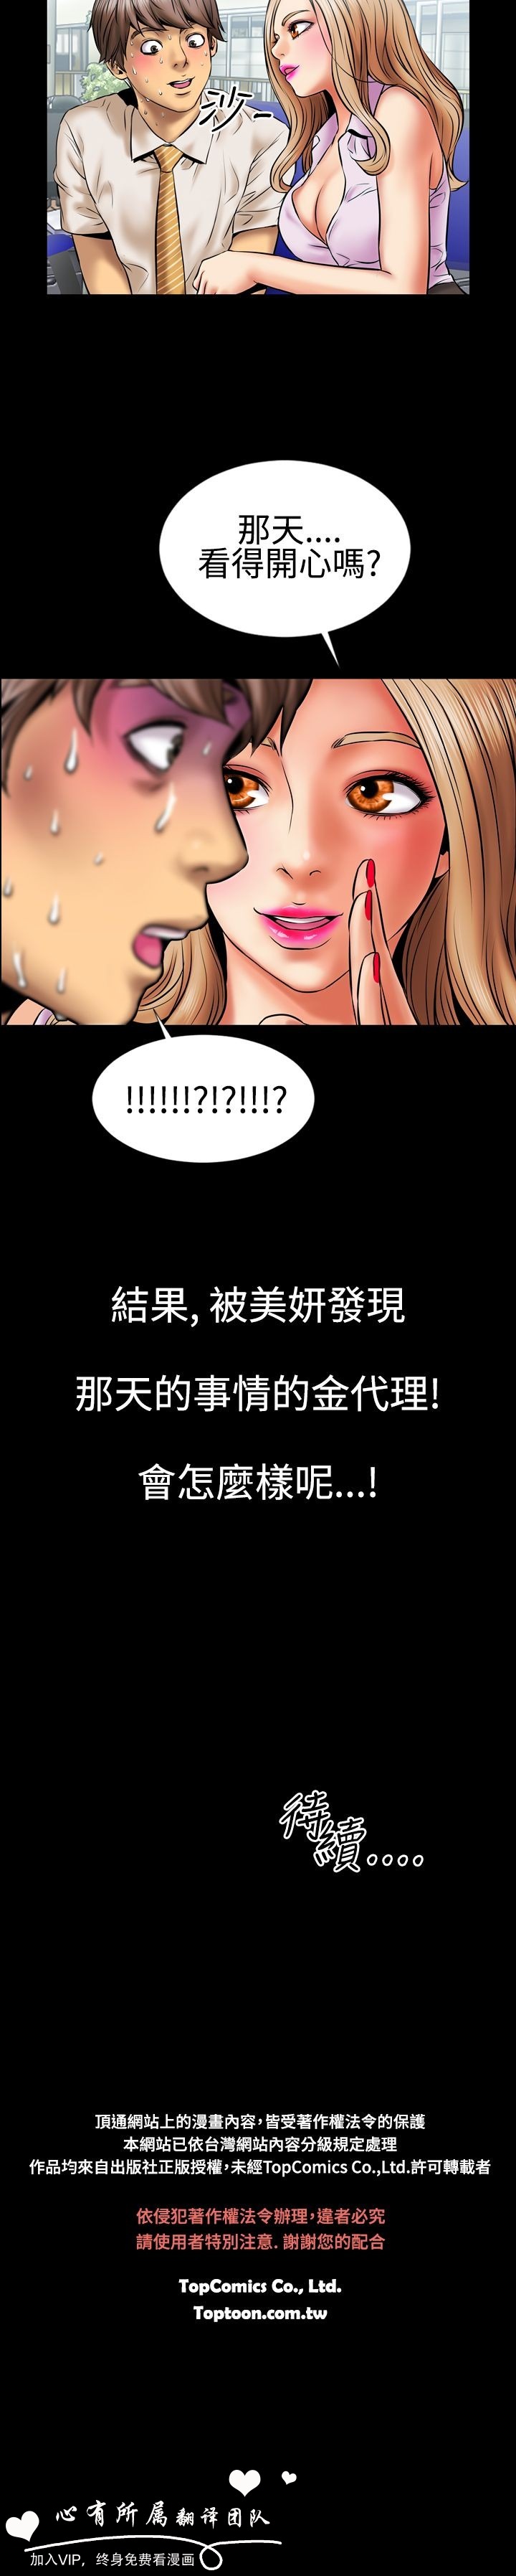 沙-
那天....
看得開心嗎?
!!!!!!?!?!!!?
結果, 被美妍發現
那天的事情的金代理!
會怎麼樣呢...!
待續....
頂通網站上的漫畫內容,皆受著作權法令的保護
本網站已依台灣網站內容分級規定處理
作品均來自出版社正版授權,未經TopComics Co.,Ltd.許可轉載者
依侵犯著作權法令辦理,違者必究
請使用者特別注意. 謝謝您的配合
TopComics Co., Ltd.
Toptoon.com.tw
心有所属翻译团队
加入VIP，终身免费看漫画